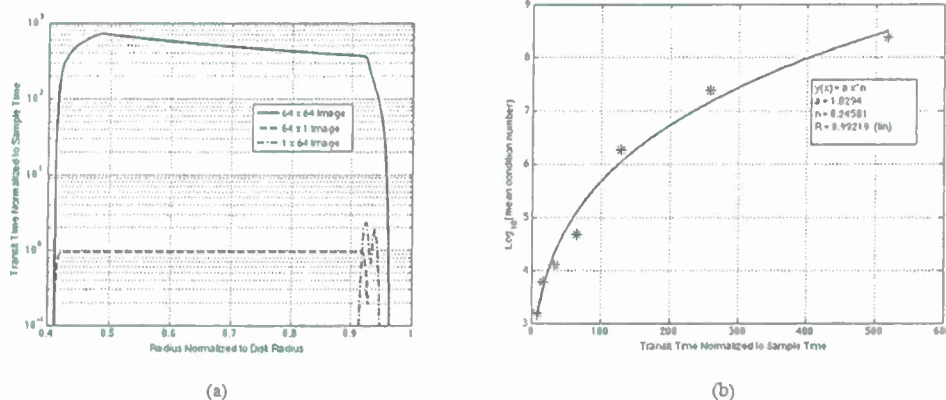 10³
10²
10¹
10⁰
10⁻¹
Transit Time Normalized to Sample Time
64 x 64 Image
64 x 1 Image
1 x 64 Image
0.4 0.5 0.6 0.7 0.8 0.9 1
Radius Normalized to Disk Radius
(a)
9
8
7
6
5
4
3
Log₁₀(mean condition number)
y(x) = a x^n
a = 1.8294
n = 0.24581
R = 0.99219 (lin)
0 100 200 300 400 500 600
Transit Time Normalized to Sample Time
(b)